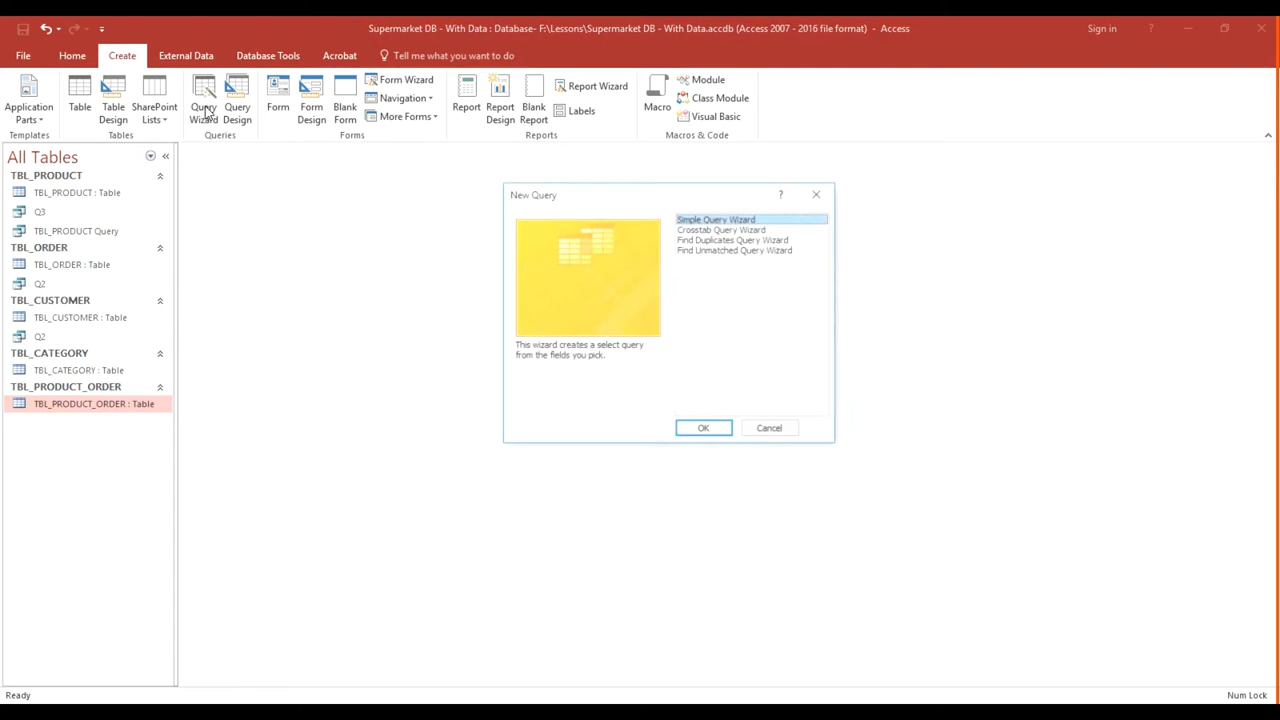 Supermarket DB - With Data : Database- F:\Lessons\Supermarket DB - With Data.accdb (Access 2007 - 2016 file format) - Access
Sign in
?
File
Home
Create
External Data
Database Tools
Acrobat
Tell me what you want to do
Application
Parts
Table
Table
Design
SharePoint
Lists
Query
Wizard
Query
Design
Form
Form
Design
Blank
Form
Form Wizard
Navigation
More Forms
Report
Report
Design
Blank
Report
Report Wizard
Labels
Macro
Module
Class Module
Visual Basic
Templates
Tables
Queries
Forms
Reports
Macros & Code
All Tables
TBL_PRODUCT
TBL_PRODUCT : Table
Q3
TBL_PRODUCT Query
TBL_ORDER
TBL_ORDER : Table
Q2
TBL_CUSTOMER
TBL_CUSTOMER : Table
Q2
TBL_CATEGORY
TBL_CATEGORY : Table
TBL_PRODUCT_ORDER
TBL_PRODUCT_ORDER : Table
New Query
?
Simple Query Wizard
Crosstab Query Wizard
Find Duplicates Query Wizard
Find Unmatched Query Wizard
This wizard creates a select query
from the fields you pick.
OK
Cancel
Ready
Num Lock